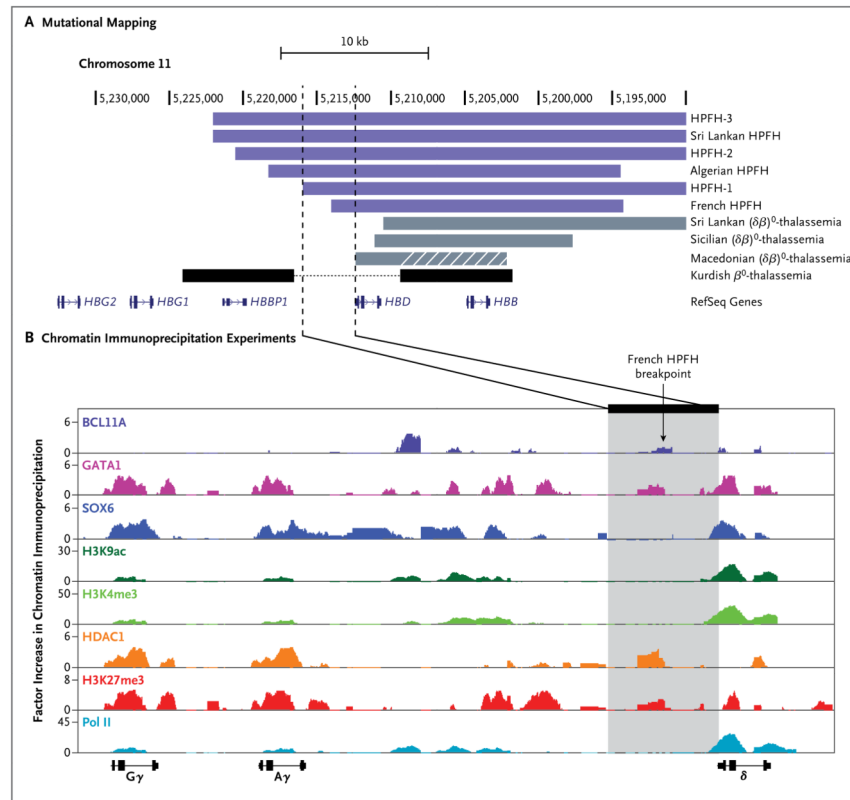 A Mutational Mapping
10 kb
Chromosome 11
5,230,000 5,225,000 5,220,000 5,215,000 5,210,000 5,205,000 5,200,000 5,195,000
HPFH-3
Sri Lankan HPFH
HPFH-2
Algerian HPFH
HPFH-1
French HPFH
Sri Lankan (δβ)⁰-thalassemia
Sicilian (δβ)⁰-thalassemia
Macedonian (δβ)⁰-thalassemia
Kurdish β⁰-thalassemia
HBG2 HBG1 HBBP1 HBD HBB RefSeq Genes
B Chromatin Immunoprecipitation Experiments
French HPFH
breakpoint
Factor Increase in Chromatin Immunoprecipitation
6
BCL11A
0
6
GATA1
0
6
SOX6
0
30
H3K9ac
0
50
H3K4me3
0
6
HDAC1
0
8
H3K27me3
0
45
Pol II
0
Gγ Aγ δ